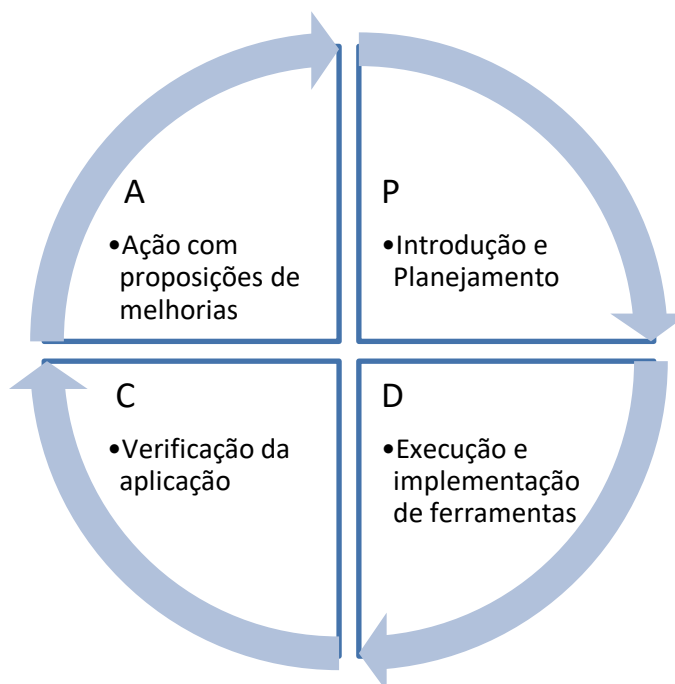 A
•Ação com
proposições de
melhorias
P
•Introdução e
Planejamento
C
•Verificação da
aplicação
D
•Execução e
implementação
de ferramentas